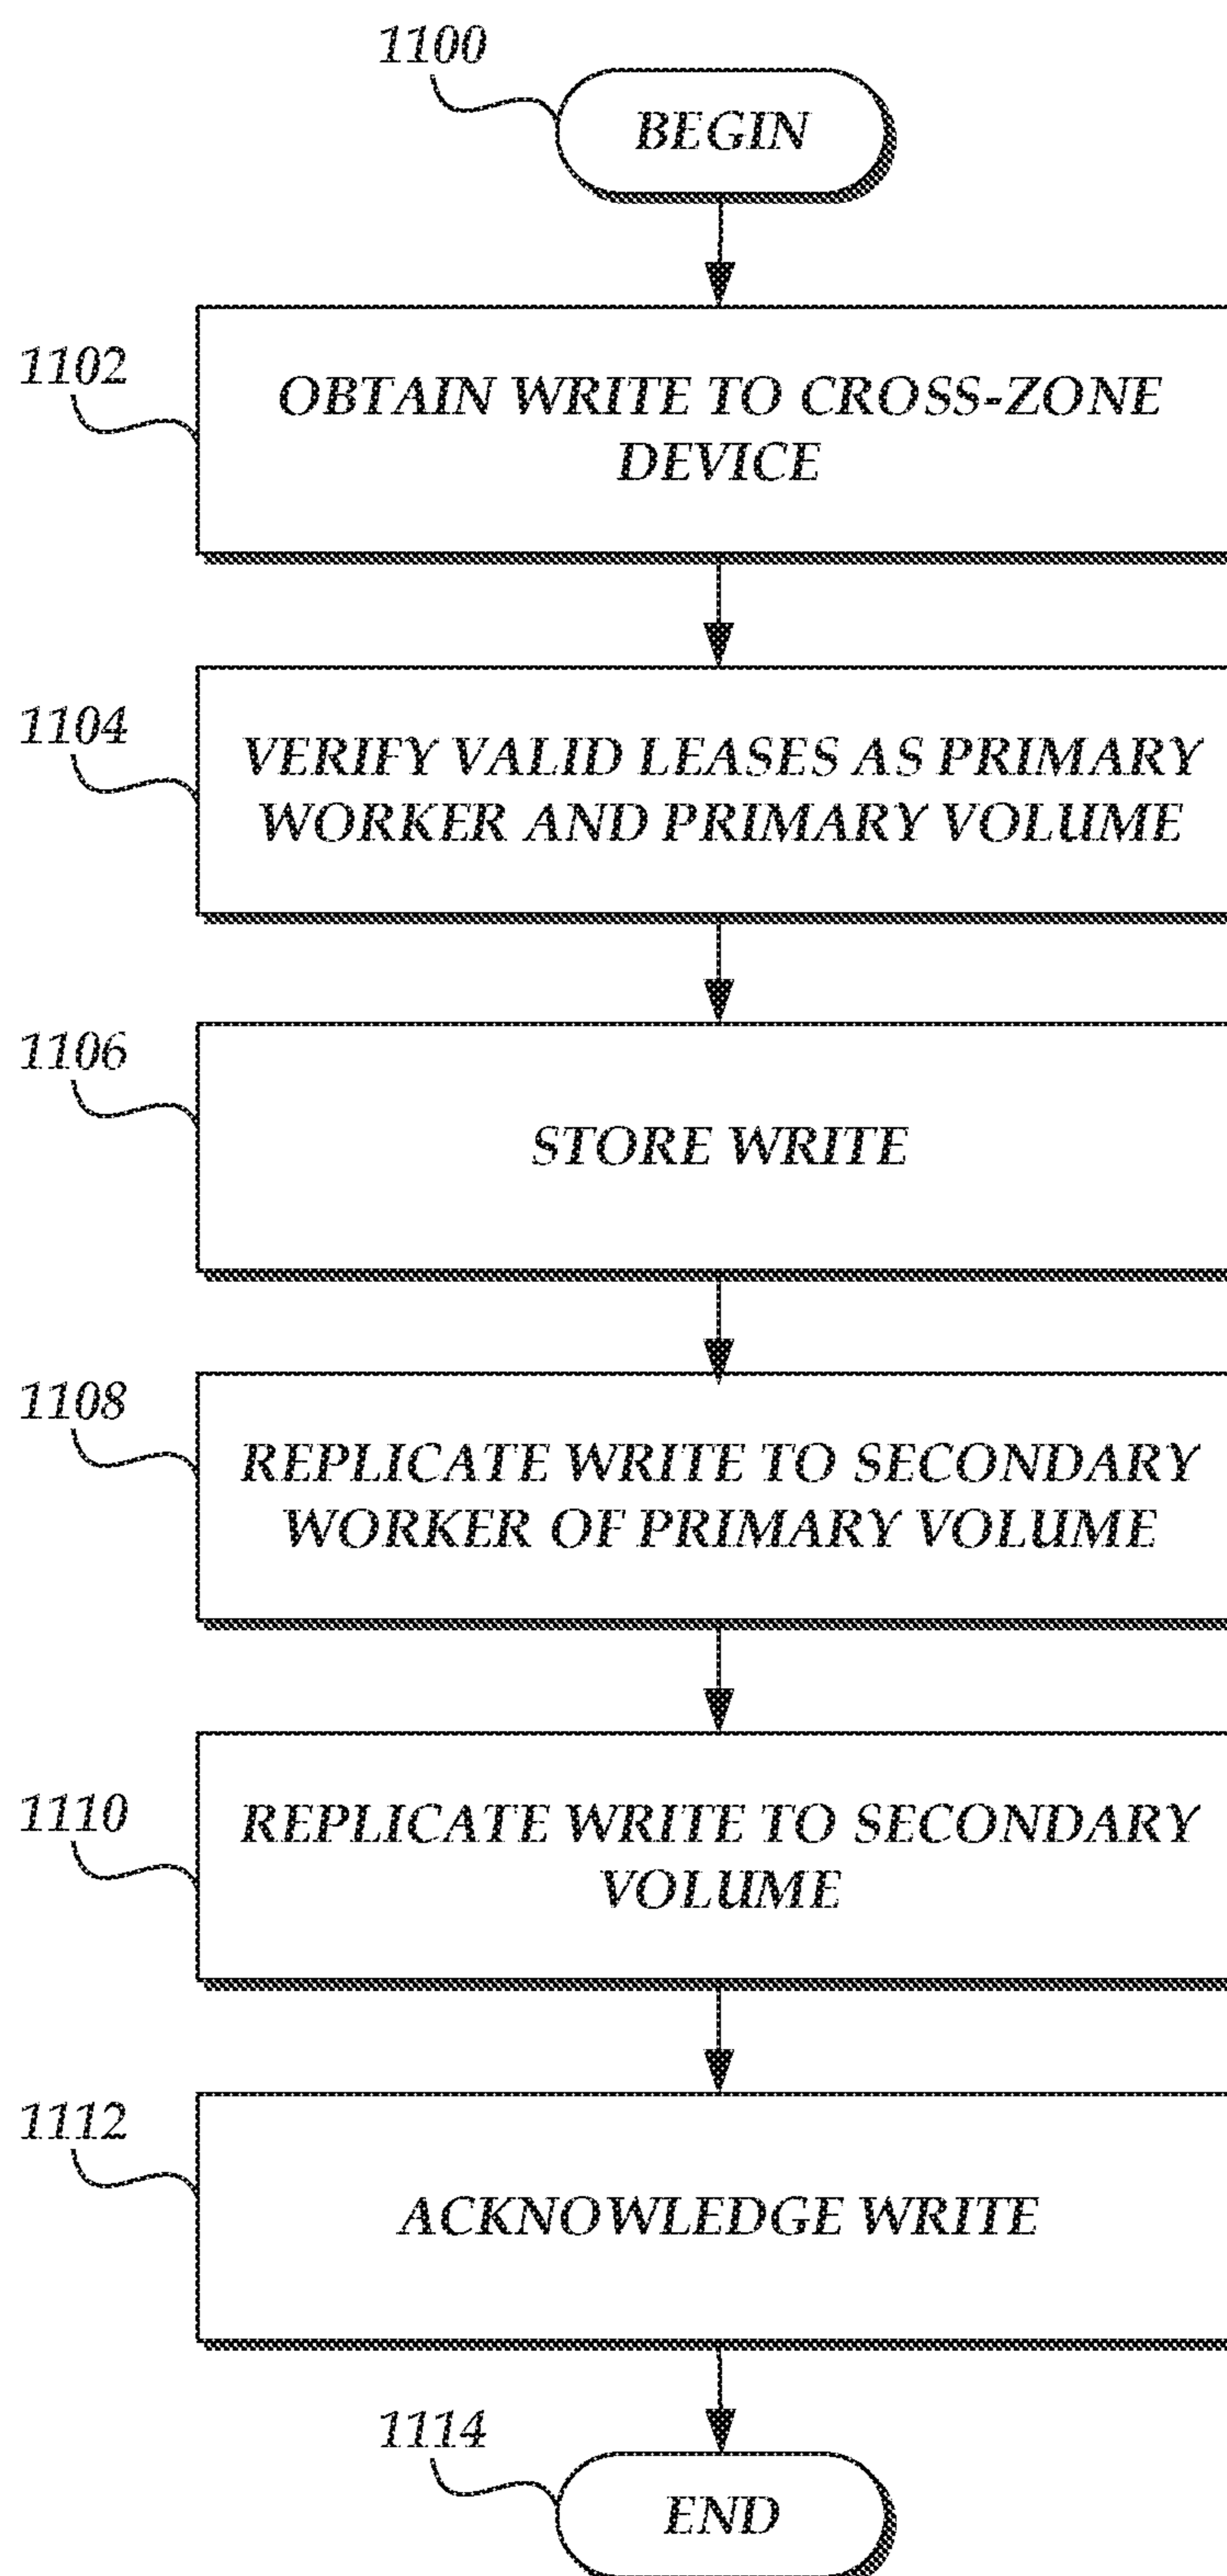 1100
BEGIN
1102
OBTAIN WRITE TO CROSS-ZONE
DEVICE
1104
VERIFY VALID LEASES AS PRIMARY
WORKER AND PRIMARY VOLUME
1106
STORE WRITE
1108
REPLICATE WRITE TO SECONDARY
WORKER OF PRIMARY VOLUME
1110
REPLICATE WRITE TO SECONDARY
VOLUME
1112
ACKNOWLEDGE WRITE
1114
END